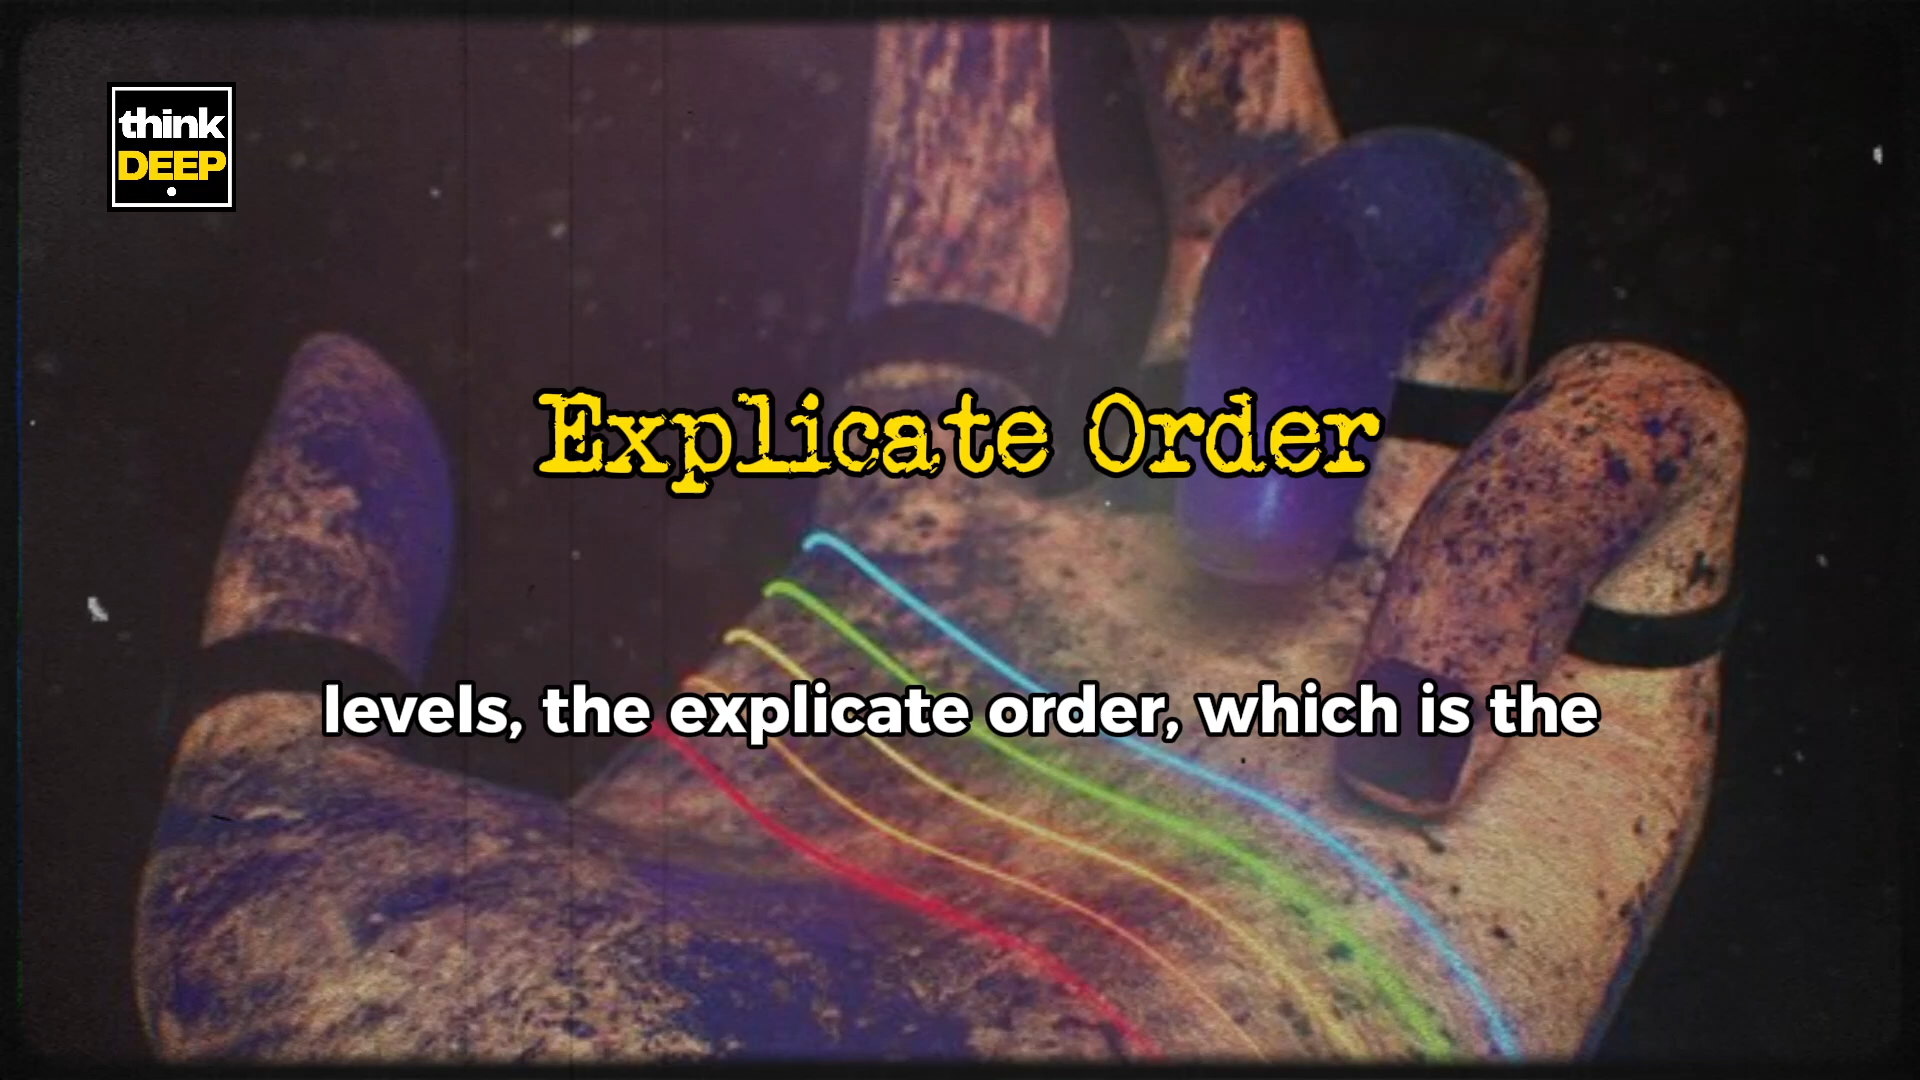 think
DEEP
Explicate Order
levels, the explicate order, which is the